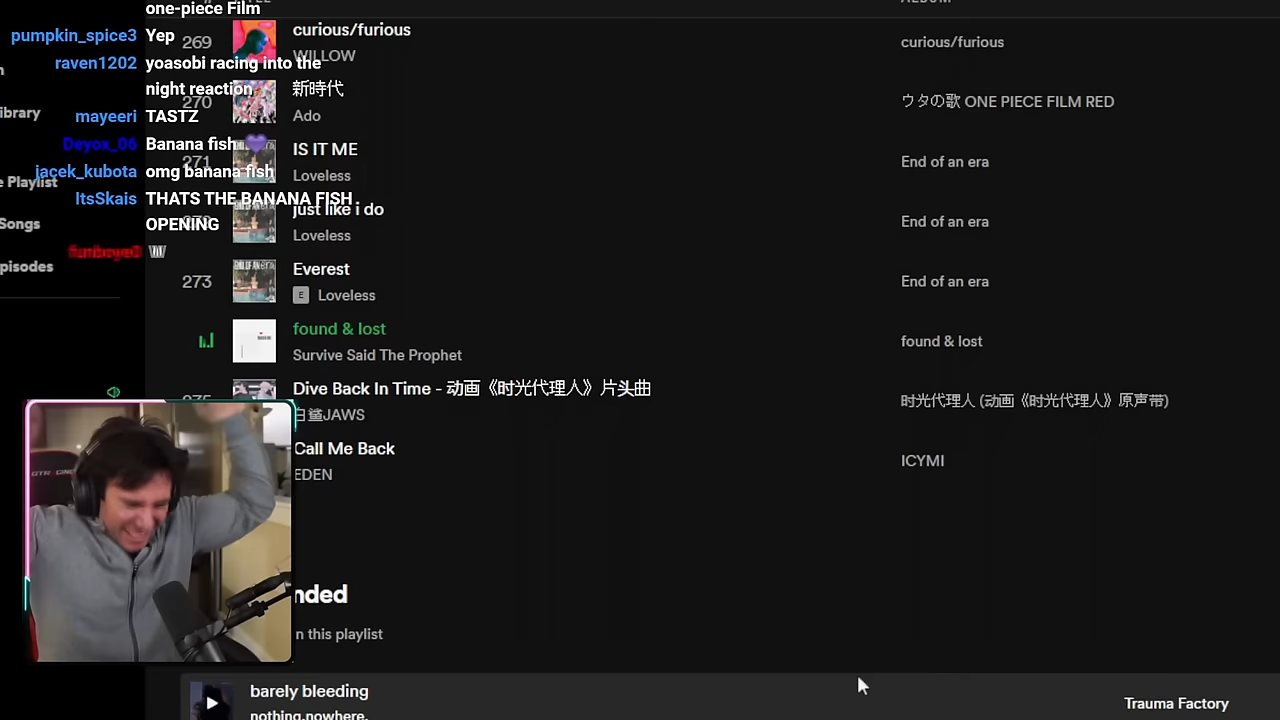 one-piece Film
pumpkin_spice3 Yep
raven1202 yoasobi racing into the
night reaction
mayeeri TASTZ
Deyox_06 Banana fish
jacek_kubota omg banana fish
ItsSkais THATS THE BANANA FISH
OPENING
W
ibrary
e Playlist
Songs
pisodes
269
curious/furious
WILLOW
curious/furious
270
新時代
Ado
ウタの歌 ONE PIECE FILM RED
271
IS IT ME
Loveless
End of an era
just like i do
Loveless
End of an era
273
Everest
E Loveless
End of an era
found & lost
Survive Said The Prophet
found & lost
Dive Back In Time - 动画《时光代理人》片头曲
白鲨JAWS
时光代理人 (动画《时光代理人》原声带)
Call Me Back
EDEN
ICYMI
nded
n this playlist
barely bleeding
nothing,nowhere.
Trauma Factory